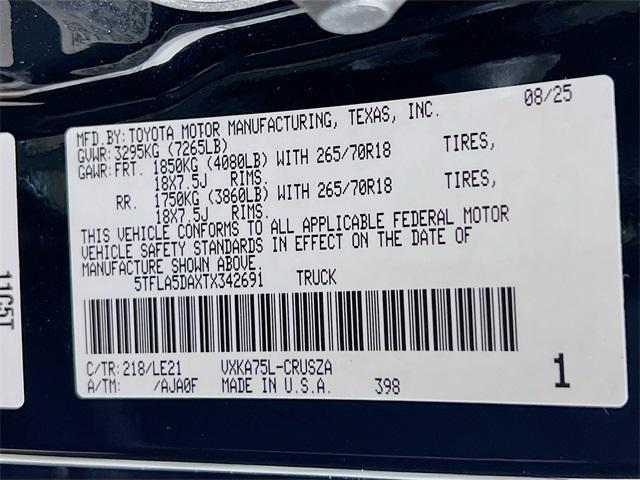 08/25
MFD.BY:TOYOTA MOTOR MANUFACTURING, TEXAS, INC.
GVWR:3295KG (7265LB)
GAWR:FRT. 1850KG (4080LB) WITH 265/70R18 TIRES,
18X7.5J RIMS.
RR. 1750KG (3860LB) WITH 265/70R18 TIRES,
18X7.5J RIMS.
THIS VEHICLE CONFORMS TO ALL APPLICABLE FEDERAL MOTOR
VEHICLE SAFETY STANDARDS IN EFFECT ON THE DATE OF
MANUFACTURE SHOWN ABOVE.
5TFLA5DAXTX342691 TRUCK
C/TR:218/LE21 VXKA75L-CRUSZA
A/TM: /AJA0F MADE IN U.S.A. 398
1
11C5T